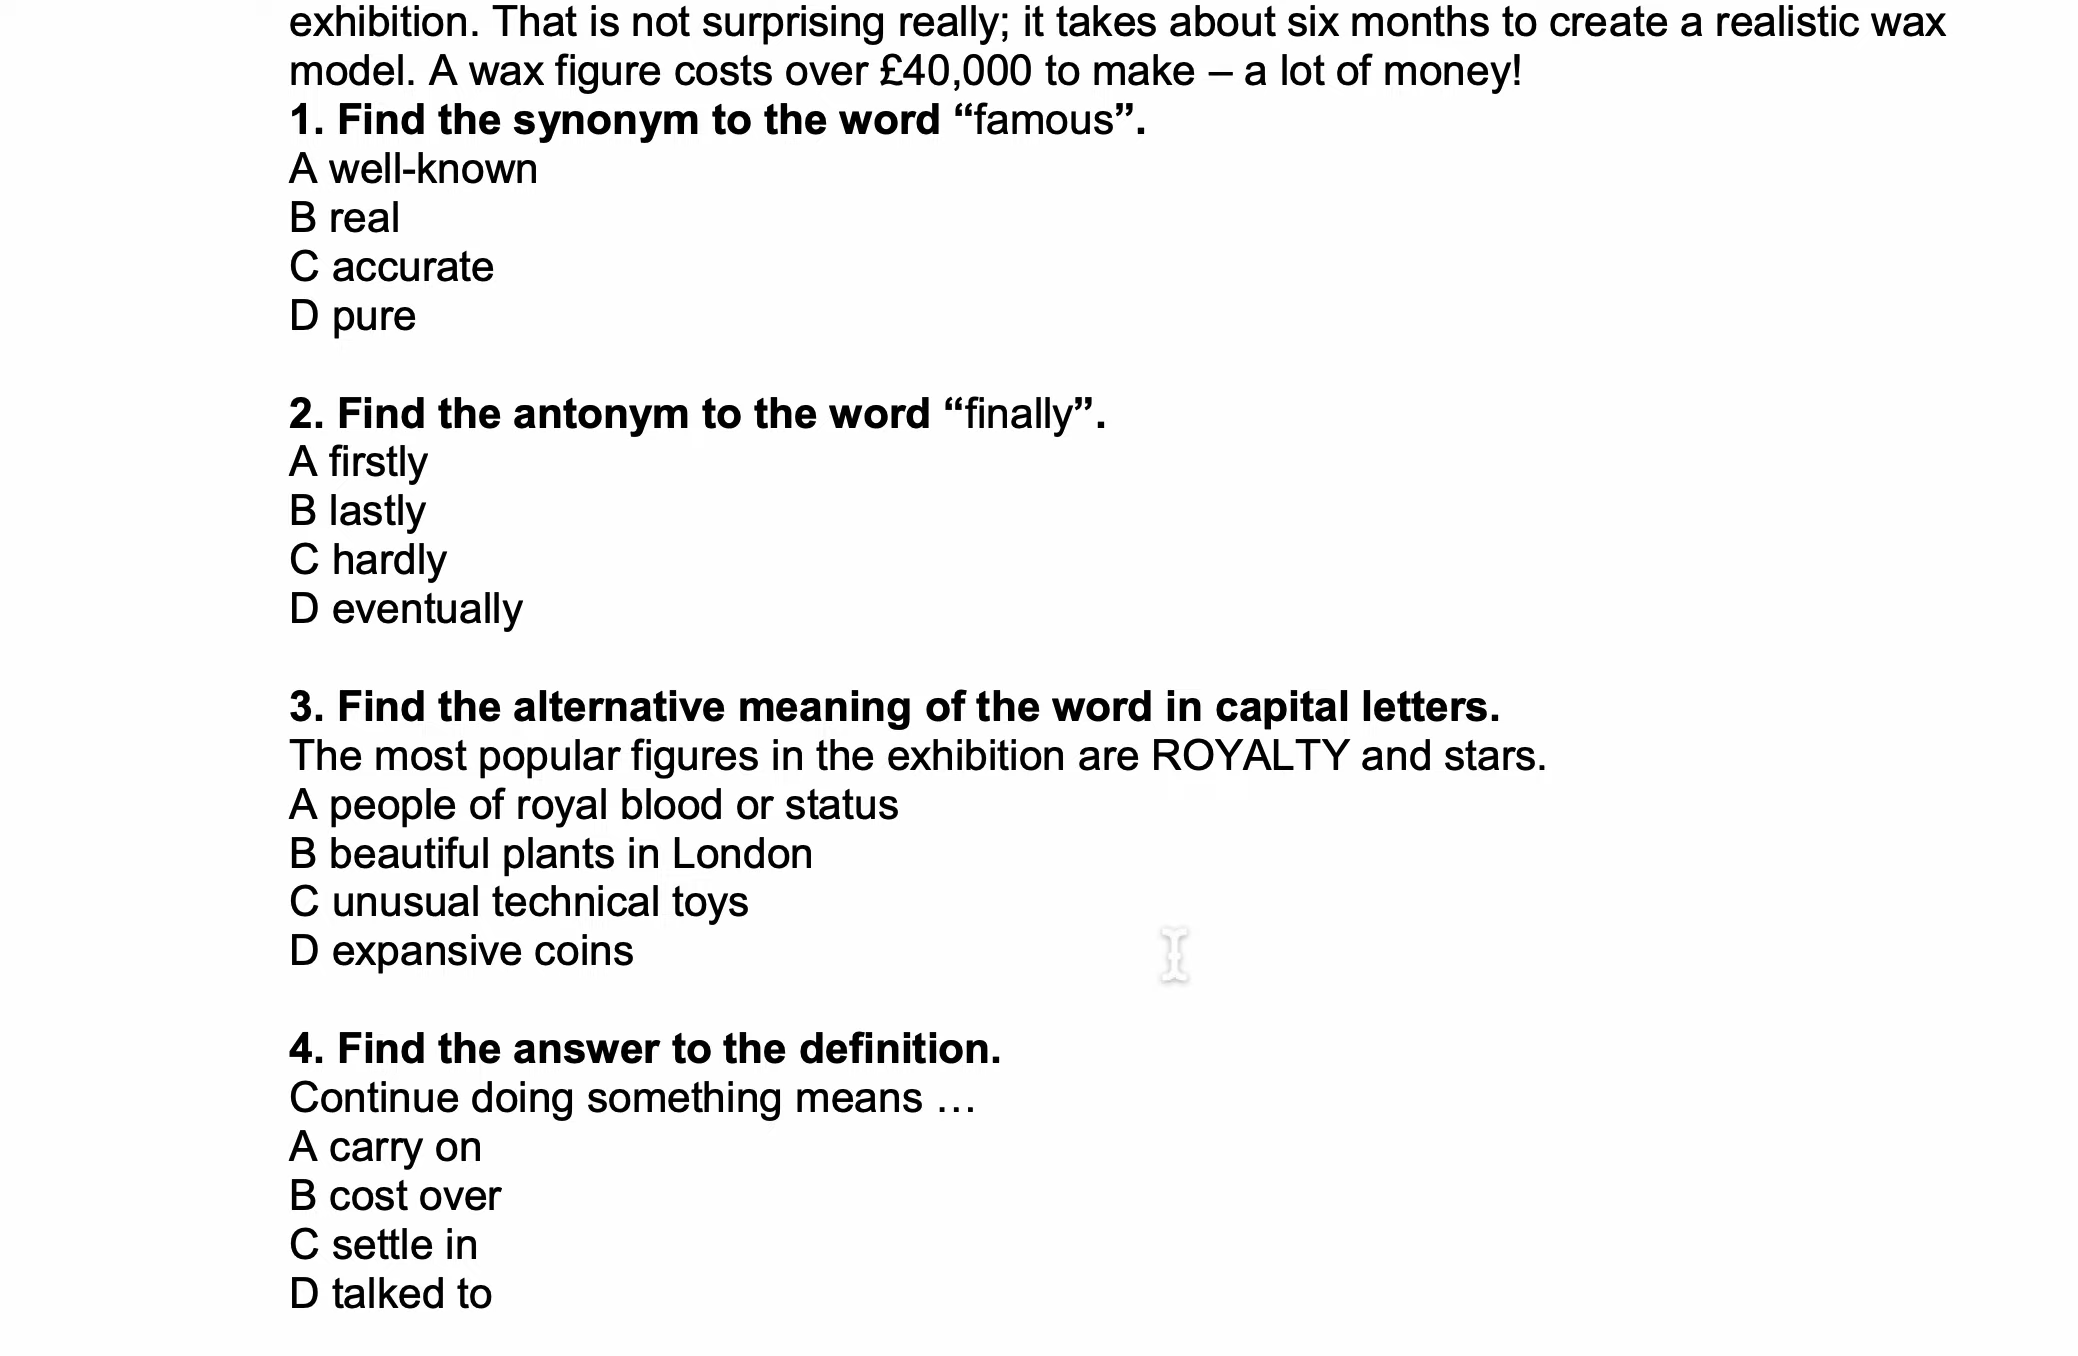 exhibition. That is not surprising really; it takes about six months to create a realistic wax
model. A wax figure costs over £40,000 to make – a lot of money!
1. Find the synonym to the word “famous”.
A well-known
B real
C accurate
D pure
2. Find the antonym to the word “finally”.
A firstly
B lastly
C hardly
D eventually
3. Find the alternative meaning of the word in capital letters.
The most popular figures in the exhibition are ROYALTY and stars.
A people of royal blood or status
B beautiful plants in London
C unusual technical toys
D expansive coins
4. Find the answer to the definition.
Continue doing something means …
A carry on
B cost over
C settle in
D talked to